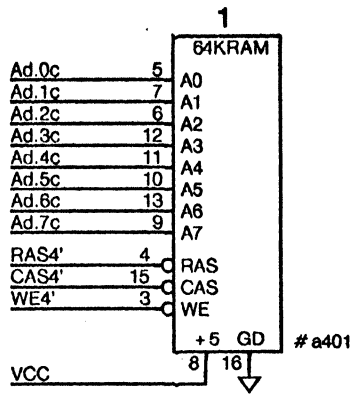 1
64KRAM
Ad.0c 5 A0
Ad.1c 7 A1
Ad.2c 6 A2
Ad.3c 12 A3
Ad.4c 11 A4
Ad.5c 10 A5
Ad.6c 13 A6
Ad.7c 9 A7
RAS4' 4 RAS
CAS4' 15 CAS
WE4' 3 WE
+5 GD # a401
8 16
VCC